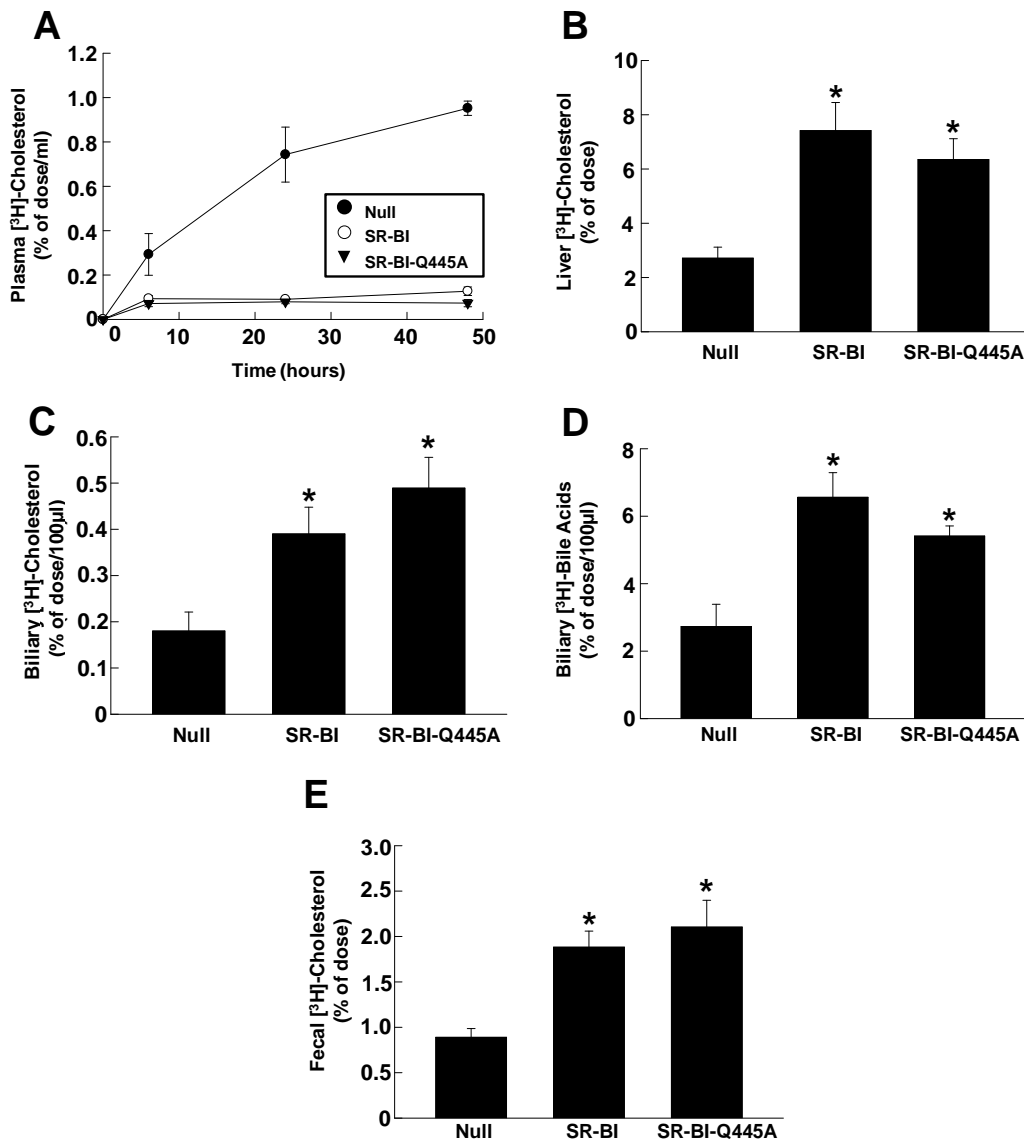 A
Plasma [³H]-Cholesterol
(% of dose/ml)
1.2
1.0
0.8
0.6
0.4
0.2
0
0 10 20 30 40 50
Time (hours)
Null
SR-BI
SR-BI-Q445A
B
Liver [³H]-Cholesterol
(% of dose)
10
8
6
4
2
0
*
*
Null SR-BI SR-BI-Q445A
C
Biliary [³H]-Cholesterol
(% of dose/100µl)
0.6
0.5
0.4
0.3
0.2
0.1
0
*
*
Null SR-BI SR-BI-Q445A
D
Biliary [³H]-Bile Acids
(% of dose/100µl)
8
6
4
2
0
*
*
Null SR-BI SR-BI-Q445A
E
Fecal [³H]-Cholesterol
(% of dose)
3.0
2.5
2.0
1.5
1.0
0.5
0
*
*
Null SR-BI SR-BI-Q445A